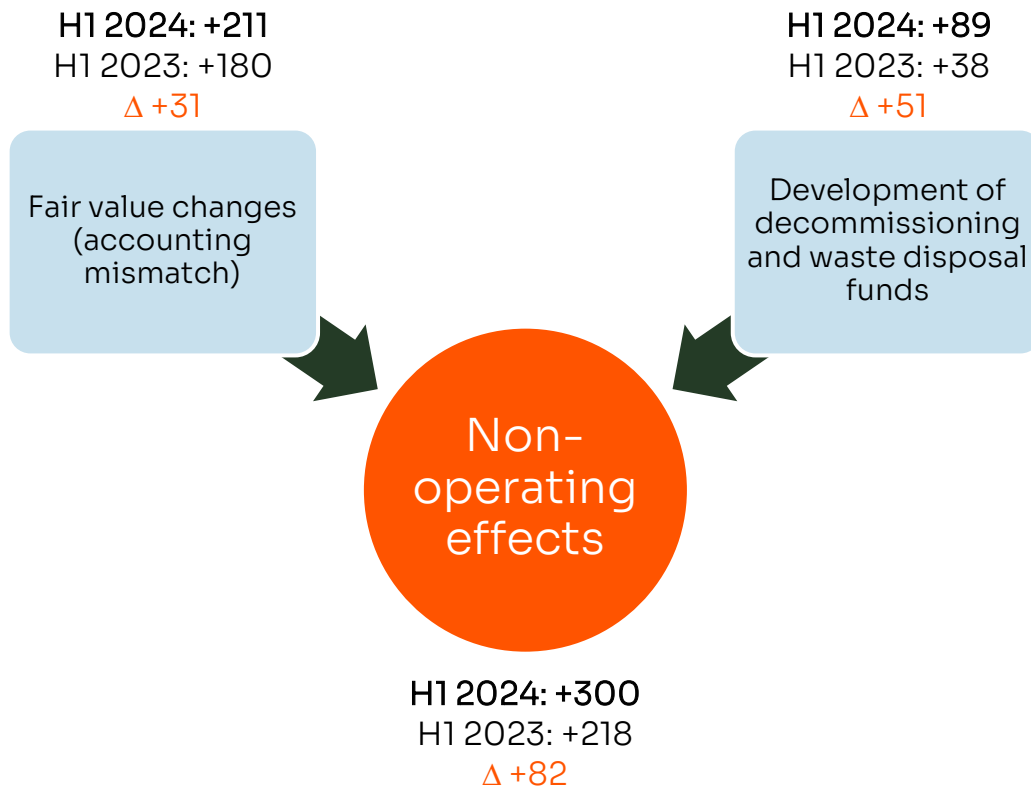 H1 2024: +211
H1 2023: +180
Δ +31
Fair value changes
(accounting
mismatch)
H1 2024: +89
H1 2023: +38
Δ +51
Development of
decommissioning
and waste disposal
funds
Non-
operating
effects
H1 2024: +300
H1 2023: +218
Δ +82